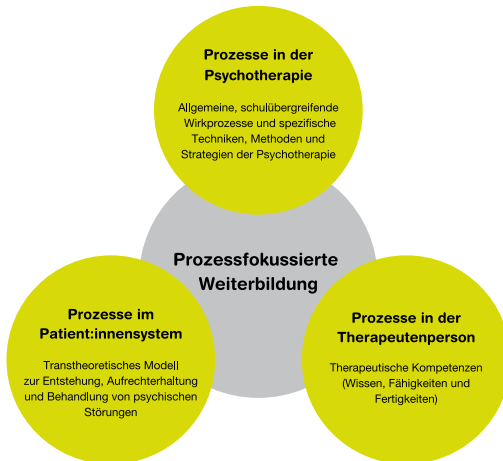 Prozesse in der
Psychotherapie
Allgemeine, schulübergreifende
Wirkprozesse und spezifische
Techniken, Methoden und
Strategien der Psychotherapie
Prozessfokussierte
Weiterbildung
Prozesse im
Patient:innensystem
Transtheoretisches Modell
zur Entstehung, Aufrechterhaltung
und Behandlung von psychischen
Störungen
Prozesse in der
Therapeutenperson
Therapeutische Kompetenzen
(Wissen, Fähigkeiten und
Fertigkeiten)